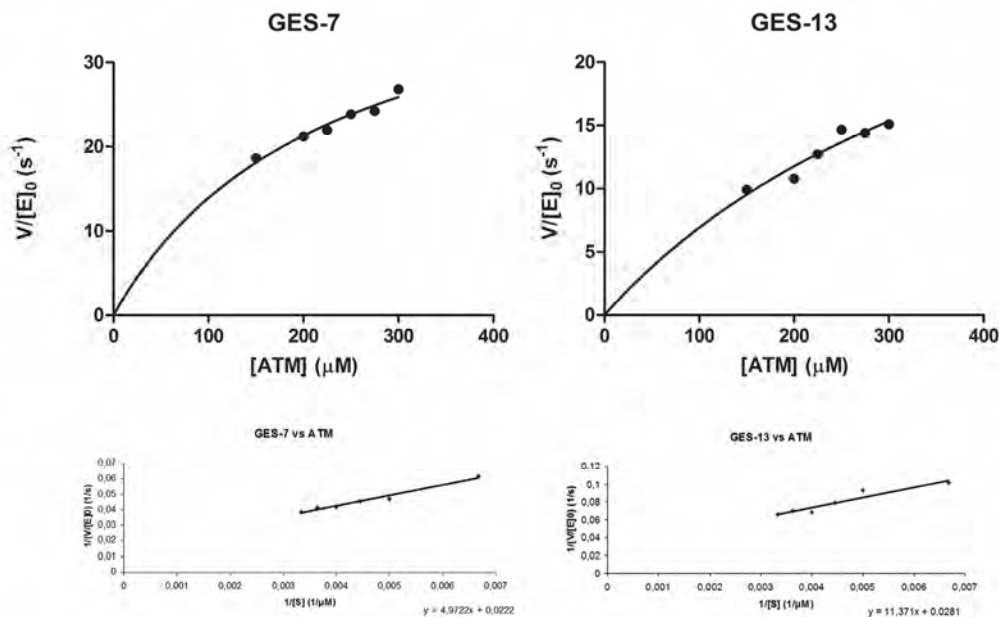 GES-7
30
20
10
0
V/[E]₀ (s⁻¹)
0 100 200 300 400
[ATM] (μM)
GES-13
20
15
10
5
0
V/[E]₀ (s⁻¹)
0 100 200 300 400
[ATM] (μM)
GES-7 vs ATM
0,07
0,06
0,05
0,04
0,03
0,02
0,01
0
1/(V/[E]0) (1/s)
0 0,001 0,002 0,003 0,004 0,005 0,006 0,007
1/[S] (1/μM)
y = 4,9722x + 0,0222
GES-13 vs ATM
0,12
0,1
0,08
0,06
0,04
0,02
0
1/(V/[E]0) (1/s)
0 0,001 0,002 0,003 0,004 0,005 0,006 0,007
1/[S] (1/μM)
y = 11,371x + 0,0281